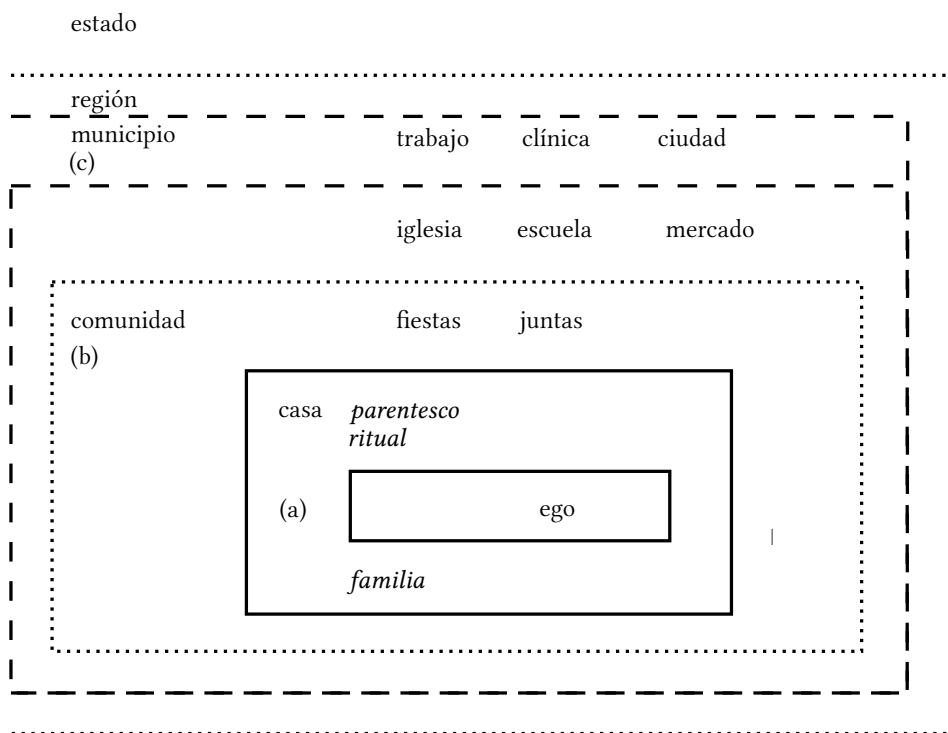 estado
región
municipio trabajo clínica ciudad
(c)
iglesia escuela mercado
comunidad fiestas juntas
(b)
casa parentesco
ritual
(a) ego
familia